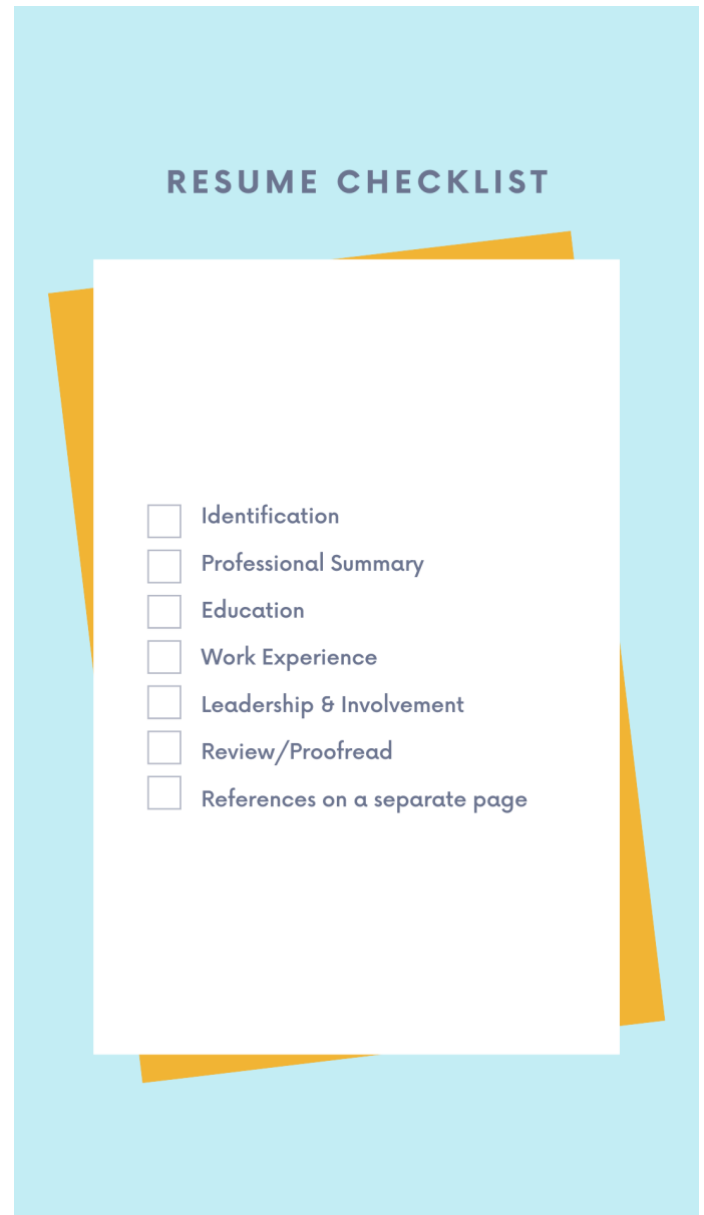 RESUME CHECKLIST
Identification
Professional Summary
Education
Work Experience
Leadership & Involvement
Review/Proofread
References on a separate page